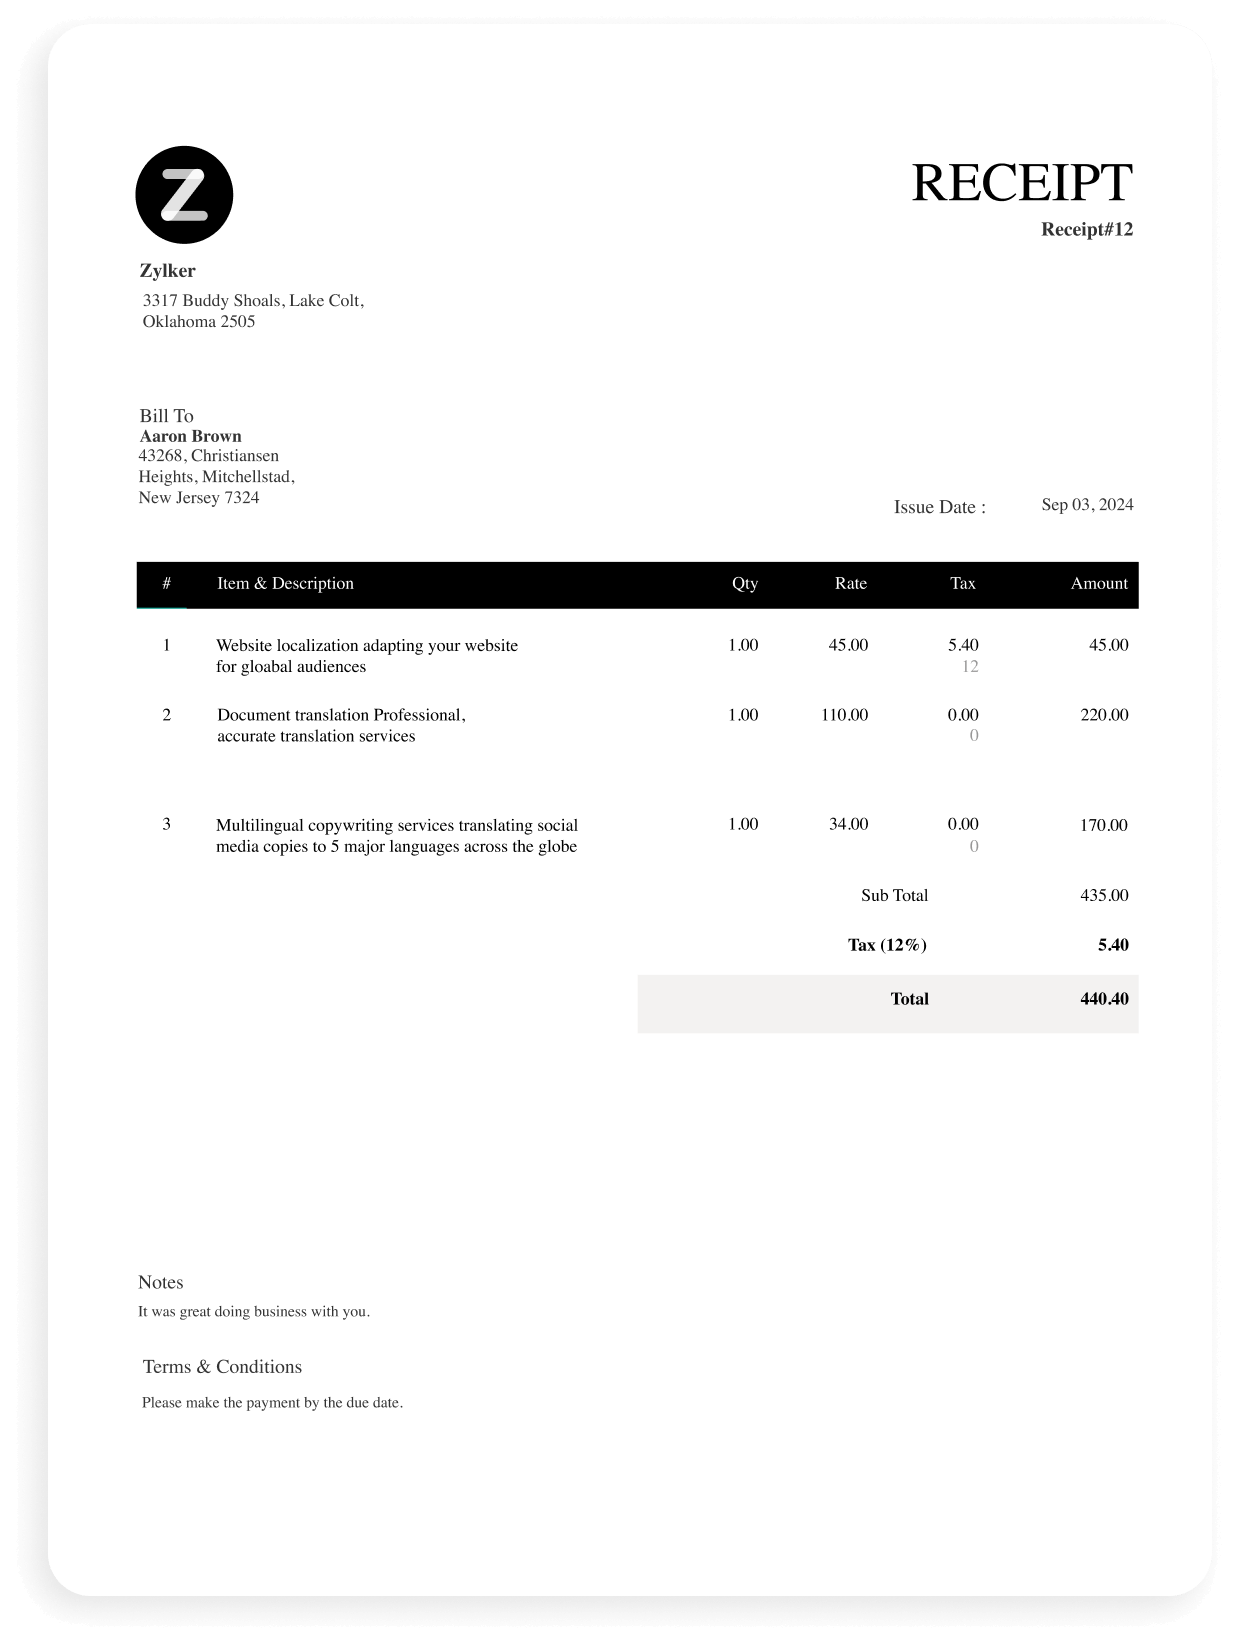 Z
RECEIPT
Receipt#12
Zylker
3317 Buddy Shoals, Lake Colt,
Oklahoma 2505
Bill To
Aaron Brown
43268, Christiansen
Heights, Mitchellstad,
New Jersey 7324
Issue Date : Sep 03, 2024
# Item & Description Qty Rate Tax Amount
1 Website localization adapting your website 1.00 45.00 5.40 45.00
for gloabal audiences 12
2 Document translation Professional, 1.00 110.00 0.00 220.00
accurate translation services 0
3 Multilingual copywriting services translating social 1.00 34.00 0.00 170.00
media copies to 5 major languages across the globe 0
Sub Total 435.00
Tax (12%) 5.40
Total 440.40
Notes
It was great doing business with you.
Terms & Conditions
Please make the payment by the due date.